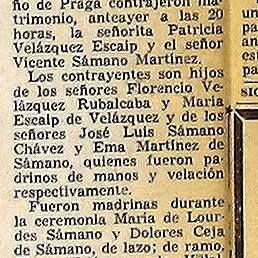 ño de Praga contrajeron ma-
trimonio, anteayer a las 20
horas, la señorita Patricia
Velázquez Escaip y el señor
Vicente Sámano Martínez.
Los contrayentes son hijos
de los señores Florencio Ve-
lázquez Rubalcaba y María
Escaip de Velázquez y de los
señores José Luis Sámano
Chávez y Ema Martínez de
Sámano, quienes fueron pa-
drinos de manos y velación
respectivamente.
Fueron madrinas durante
la ceremonia María de Lour-
des Sámano y Dolores Ceja
de Sámano, de lazo; de ramo,